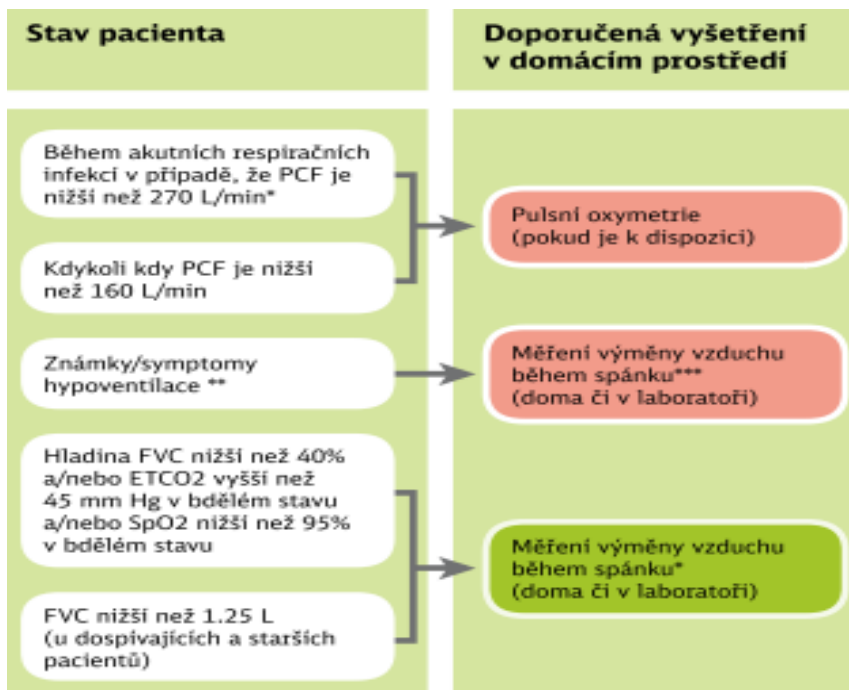 Stav pacienta
Doporučená vyšetření
v domácím prostředí
Během akutních respiračních
infekcí v případě, že PCF je
nižší než 270 L/min*
Kdykoli kdy PCF je nižší
než 160 L/min
Pulsní oxymetrie
(pokud je k dispozici)
Známky/symptomy
hypoventilace **
Měření výměny vzduchu
během spánku***
(doma či v laboratoři)
Hladina FVC nižší než 40%
a/nebo ETCO2 vyšší než
45 mm Hg v bdělém stavu
a/nebo SpO2 nižší než 95%
v bdělém stavu
FVC nižší než 1.25 L
(u dospívajících a starších
pacientů)
Měření výměny vzduchu
během spánku*
(doma či v laboratoři)